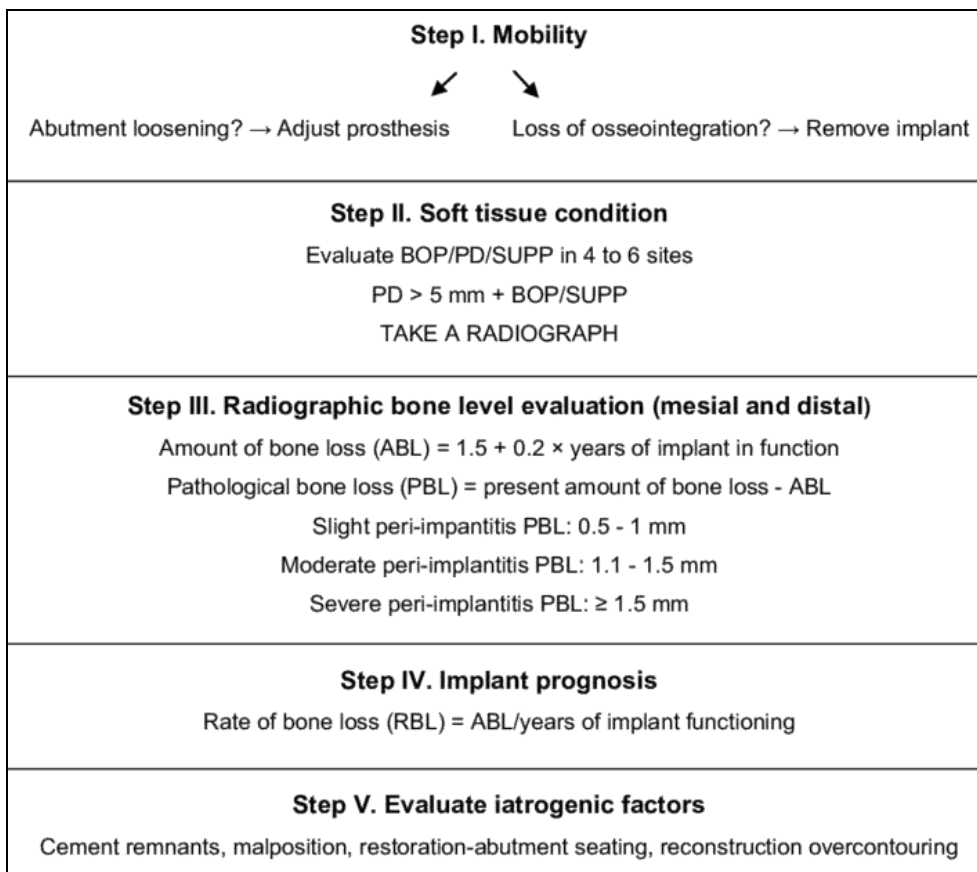 Step I. Mobility
Abutment loosening? → Adjust prosthesis
Loss of osseointegration? → Remove implant
Step II. Soft tissue condition
Evaluate BOP/PD/SUPP in 4 to 6 sites
PD > 5 mm + BOP/SUPP
TAKE A RADIOGRAPH
Step III. Radiographic bone level evaluation (mesial and distal)
Amount of bone loss (ABL) = 1.5 + 0.2 × years of implant in function
Pathological bone loss (PBL) = present amount of bone loss - ABL
Slight peri-impantitis PBL: 0.5 - 1 mm
Moderate peri-implantitis PBL: 1.1 - 1.5 mm
Severe peri-implantitis PBL: ≥ 1.5 mm
Step IV. Implant prognosis
Rate of bone loss (RBL) = ABL/years of implant functioning
Step V. Evaluate iatrogenic factors
Cement remnants, malposition, restoration-abutment seating, reconstruction overcontouring